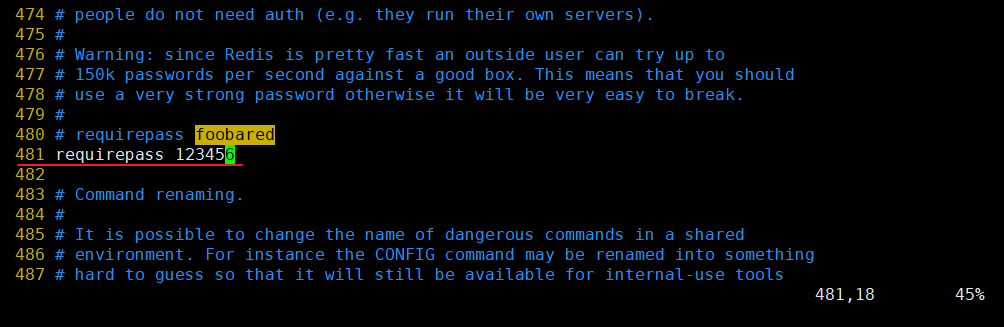 474 # people do not need auth (e.g. they run their own servers).
475 #
476 # Warning: since Redis is pretty fast an outside user can try up to
477 # 150k passwords per second against a good box. This means that you should
478 # use a very strong password otherwise it will be very easy to break.
479 #
480 # requirepass foobared
481 requirepass 123456
482
483 # Command renaming.
484 #
485 # It is possible to change the name of dangerous commands in a shared
486 # environment. For instance the CONFIG command may be renamed into something
487 # hard to guess so that it will still be available for internal-use tools
481,18 45%